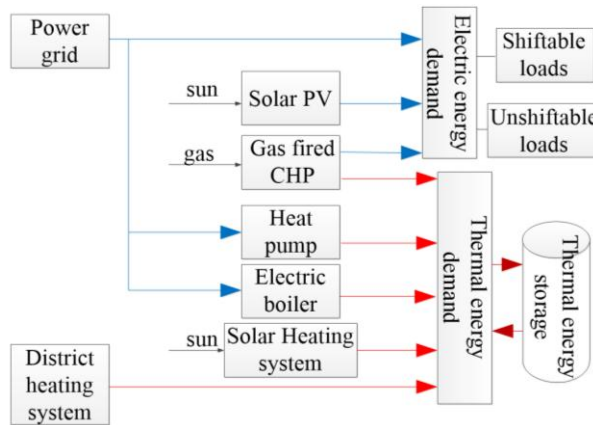 Power
grid
sun
Solar PV
gas
Gas fired
CHP
Electric energy
demand
Shiftable
loads
Unshiftable
loads
Heat
pump
Electric
boiler
sun
Solar Heating
system
District
heating
system
Thermal energy
demand
Thermal energy
storage